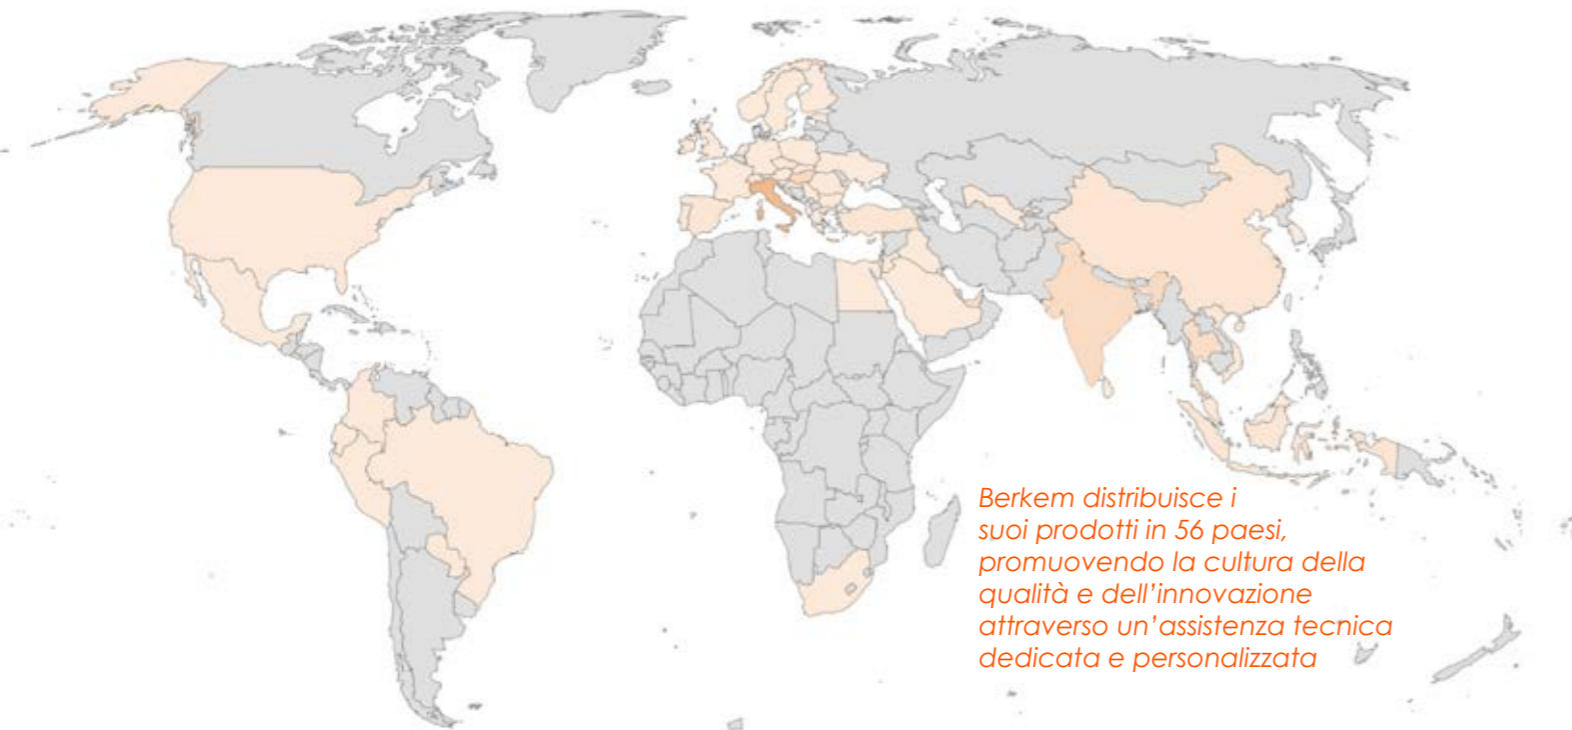 Berkem distribuisce i
suoi prodotti in 56 paesi,
promuovendo la cultura della
qualità e dell’innovazione
attraverso un’assistenza tecnica
dedicata e personalizzata